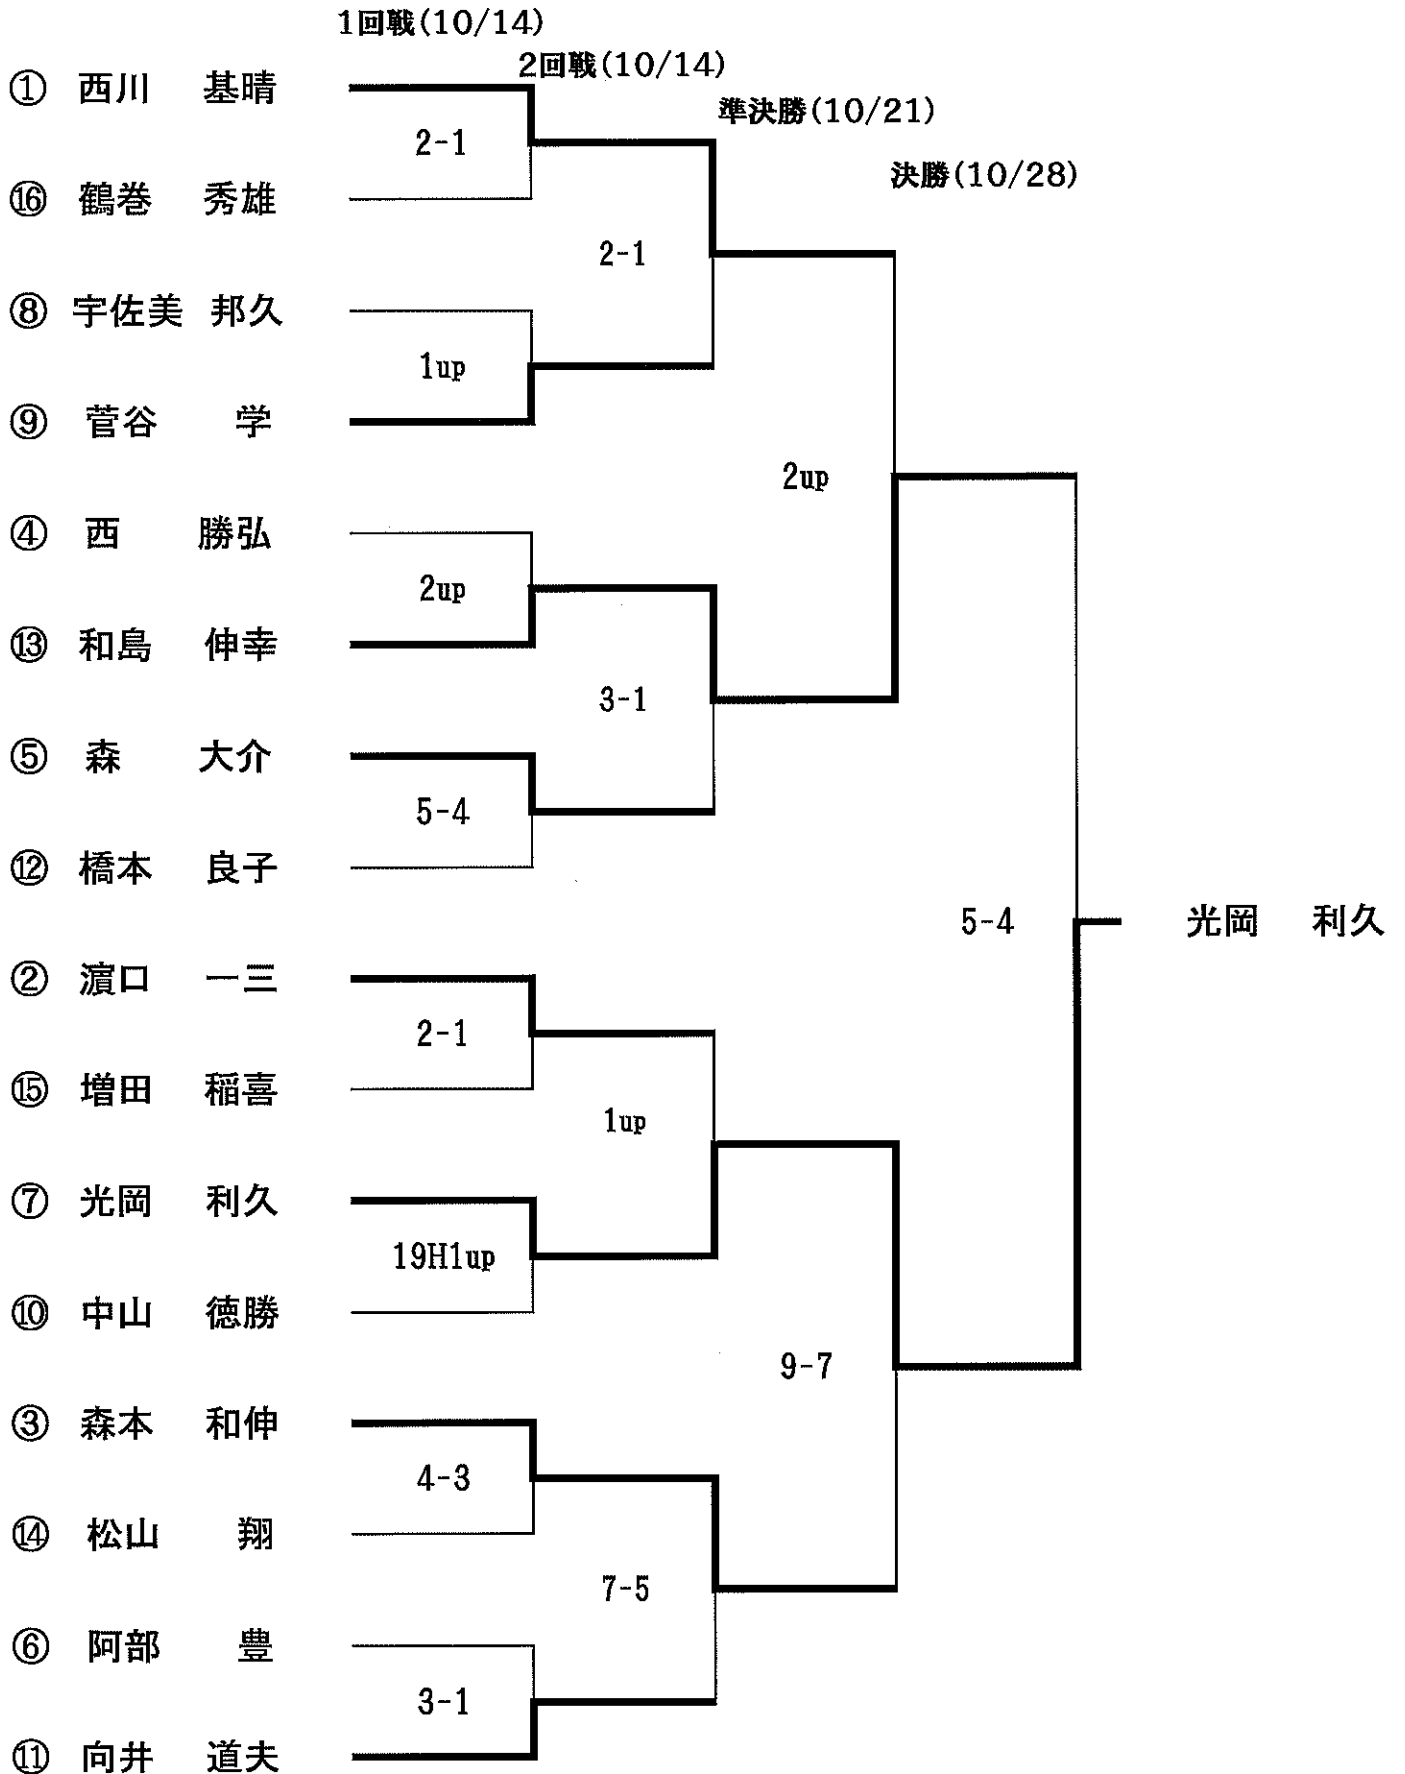 1回戦(10/14)
2回戦(10/14)
準決勝(10/21)
決勝(10/28)
① 西川 基晴
2-1
⑯ 鶴巻 秀雄
2-1
⑧ 宇佐美 邦久
1up
⑨ 菅谷 学
2up
④ 西 勝弘
2up
⑬ 和島 伸幸
3-1
⑤ 森 大介
5-4
⑫ 橋本 良子
5-4 光岡 利久
② 濵口 一三
2-1
⑮ 増田 稲喜
1up
⑦ 光岡 利久
19H1up
⑩ 中山 徳勝
9-7
③ 森本 和伸
4-3
⑭ 松山 翔
7-5
⑥ 阿部 豊
3-1
⑪ 向井 道夫